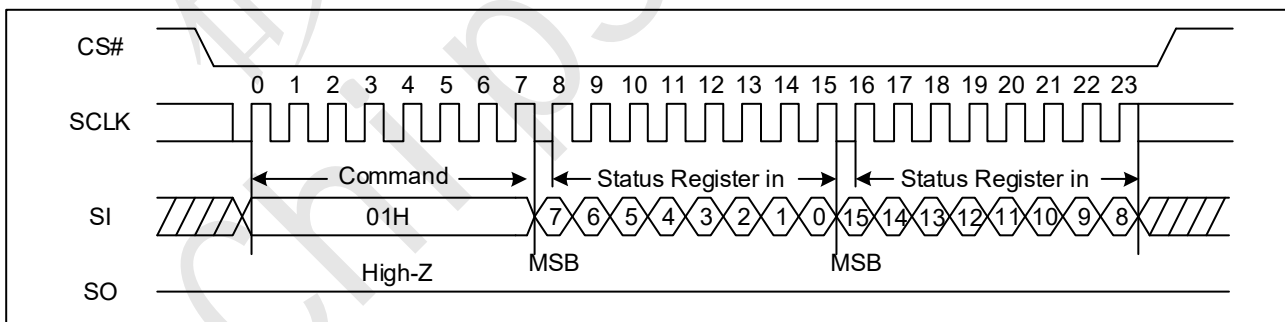 CS#
0 1 2 3 4 5 6 7 8 9 10 11 12 13 14 15 16 17 18 19 20 21 22 23
SCLK
Command Status Register in Status Register in
SI 01H 7 6 5 4 3 2 1 0 15 14 13 12 11 10 9 8
MSB MSB
High-Z
SO